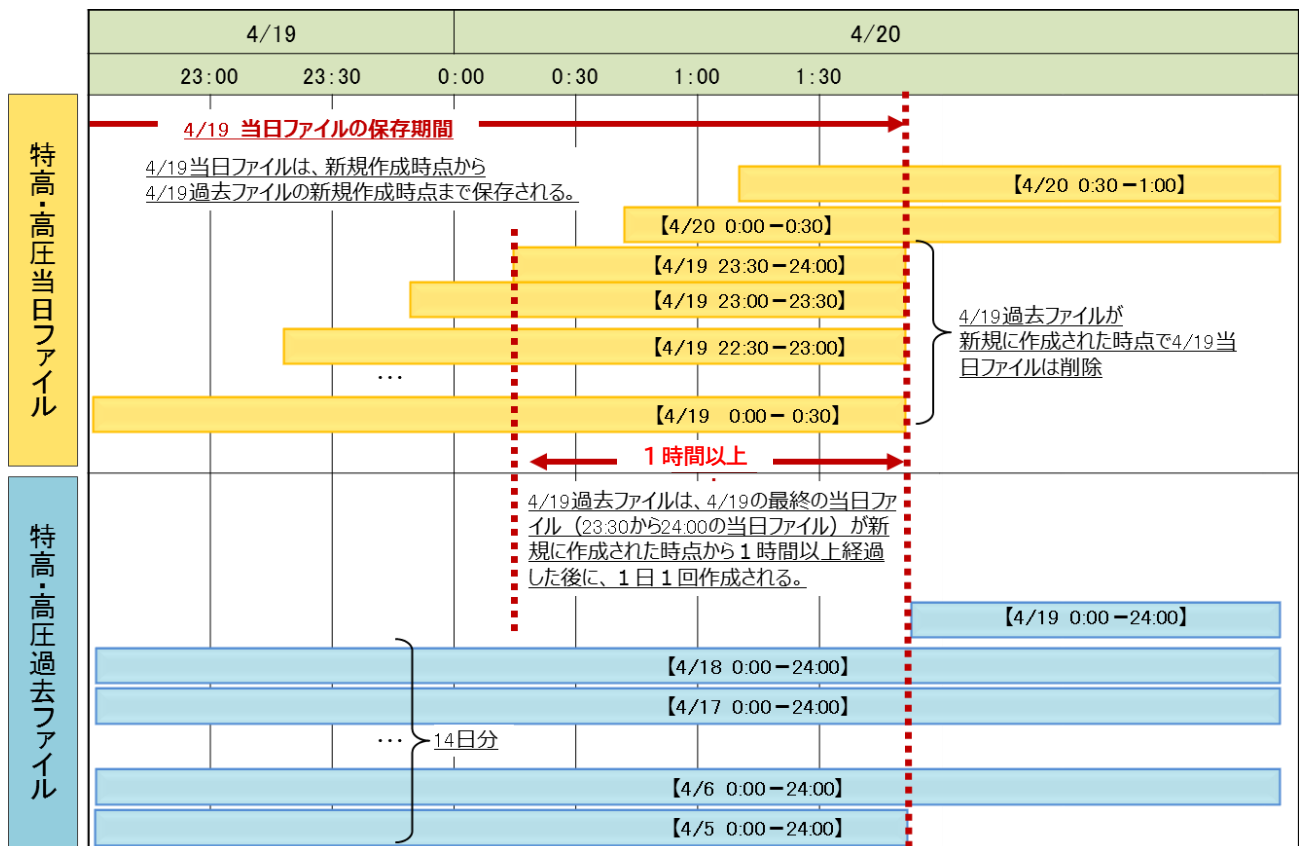 4/19
4/20
23:00
23:30
0:00
0:30
1:00
1:30
特高・高圧当日ファイル
4/19 当日ファイルの保存期間
4/19当日ファイルは、新規作成時点から
4/19過去ファイルの新規作成時点まで保存される。
【4/20 0:30-1:00】
【4/20 0:00-0:30】
【4/19 23:30-24:00】
【4/19 23:00-23:30】
【4/19 22:30-23:00】
…
【4/19 0:00-0:30】
4/19過去ファイルが
新規に作成された時点で4/19当
日ファイルは削除
1時間以上
特高・高圧過去ファイル
4/19過去ファイルは、4/19の最終の当日ファ
イル（23:30から24:00の当日ファイル）が新
規に作成された時点から1時間以上経過
した後に、1日1回作成される。
【4/19 0:00-24:00】
【4/18 0:00-24:00】
【4/17 0:00-24:00】
…
14日分
【4/6 0:00-24:00】
【4/5 0:00-24:00】